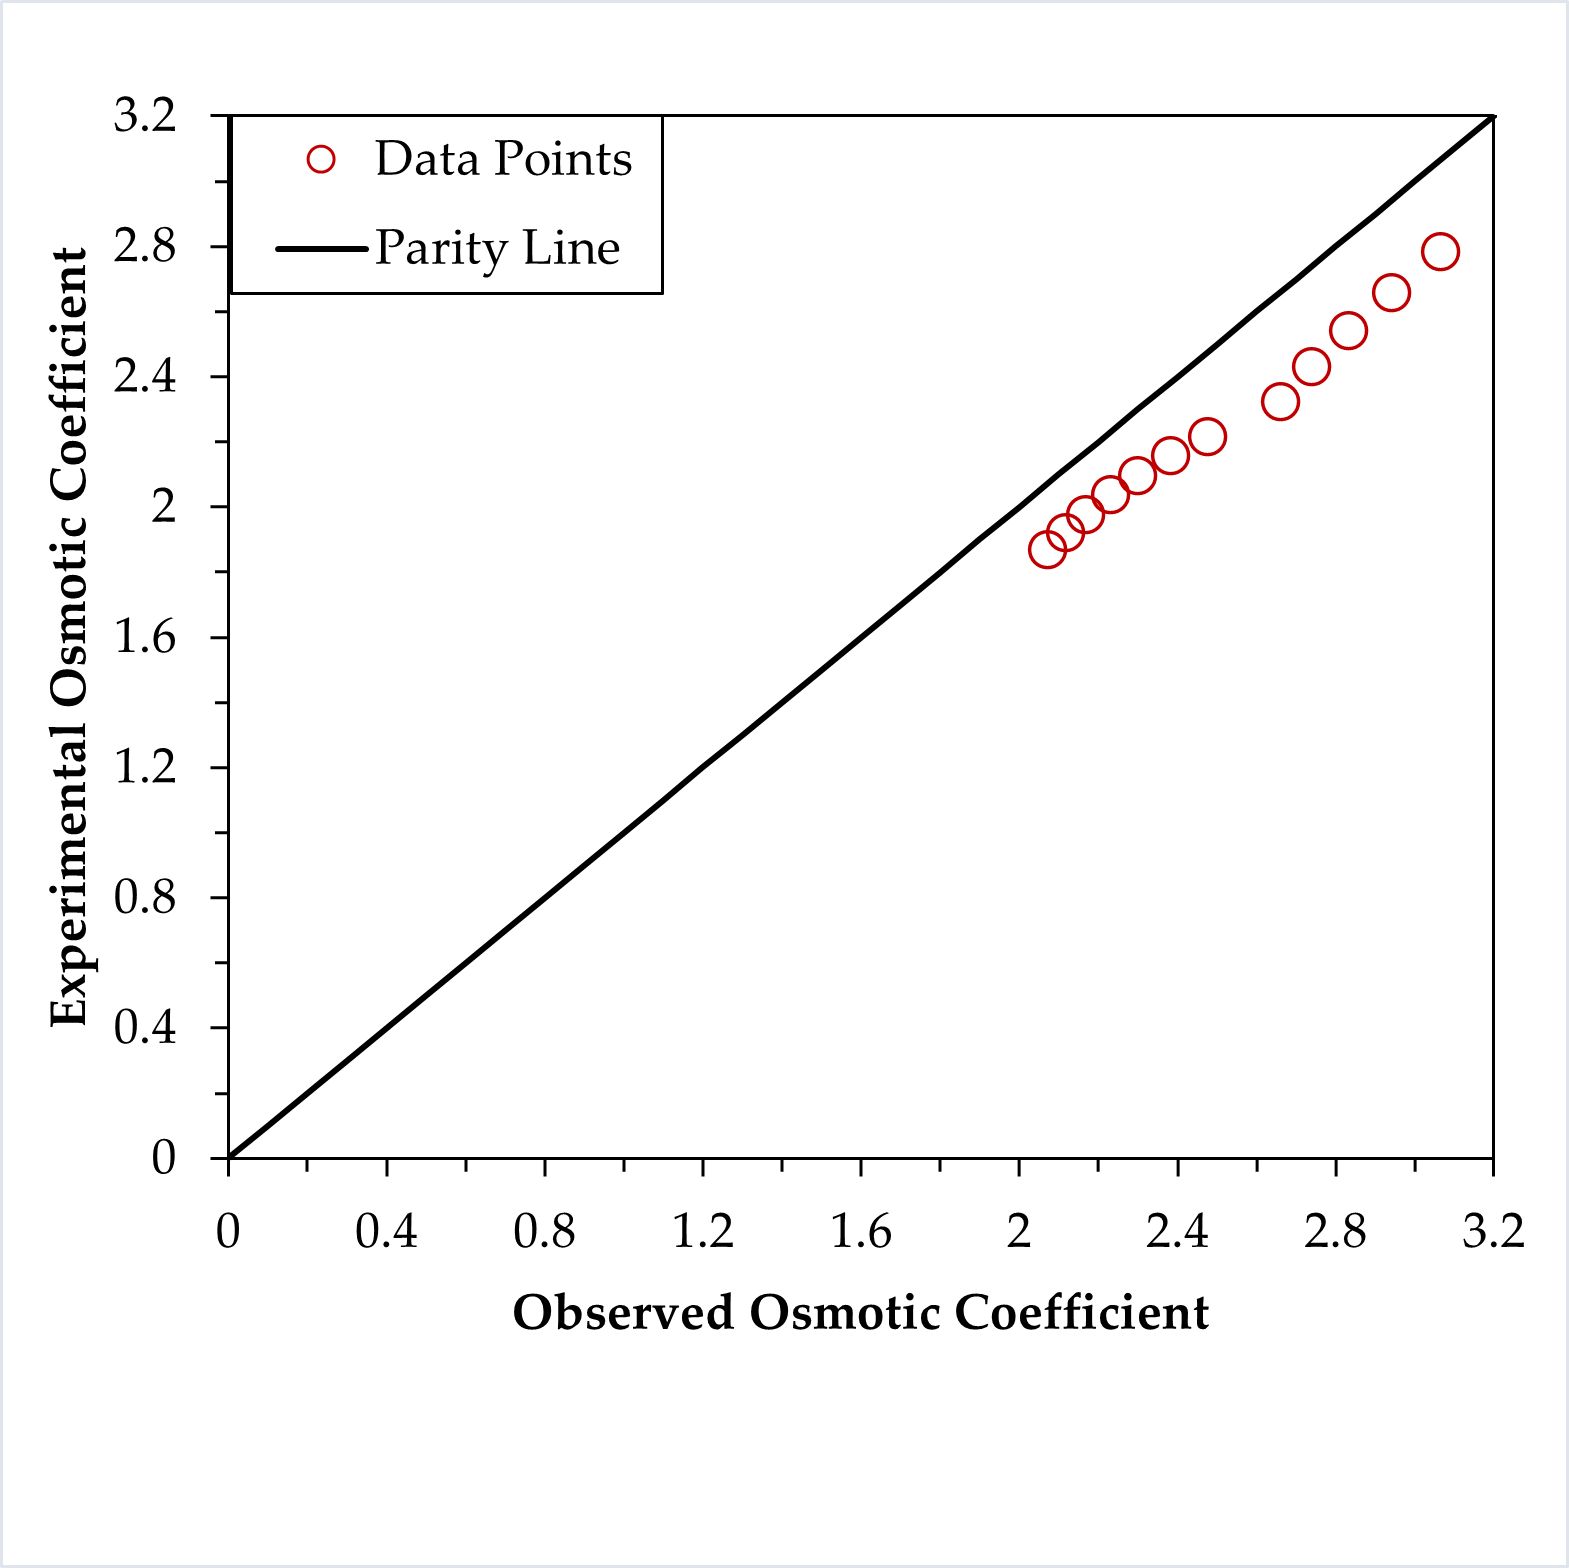 3.2
2.8
2.4
2
1.6
1.2
0.8
0.4
0
Data Points
Parity Line
Experimental Osmotic Coefficient
0 0.4 0.8 1.2 1.6 2 2.4 2.8 3.2
Observed Osmotic Coefficient